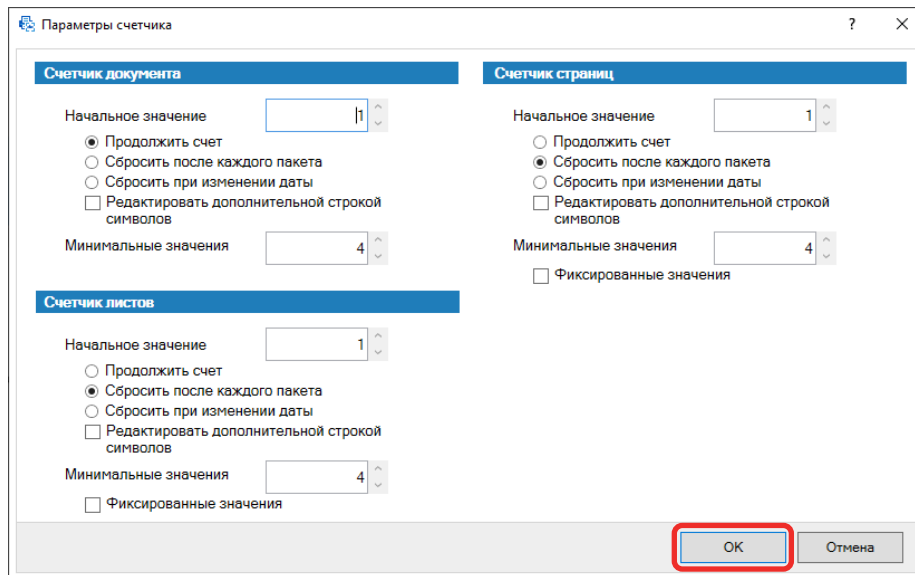 Параметры счетчика
?
Счетчик документа
Начальное значение
1
Продолжить счет
Сбросить после каждого пакета
Сбросить при изменении даты
Редактировать дополнительной строкой
символов
Минимальные значения
4
Счетчик листов
Начальное значение
1
Продолжить счет
Сбросить после каждого пакета
Сбросить при изменении даты
Редактировать дополнительной строкой
символов
Минимальные значения
4
Фиксированные значения
Счетчик страниц
Начальное значение
1
Продолжить счет
Сбросить после каждого пакета
Сбросить при изменении даты
Редактировать дополнительной строкой
символов
Минимальные значения
4
Фиксированные значения
OK
Отмена